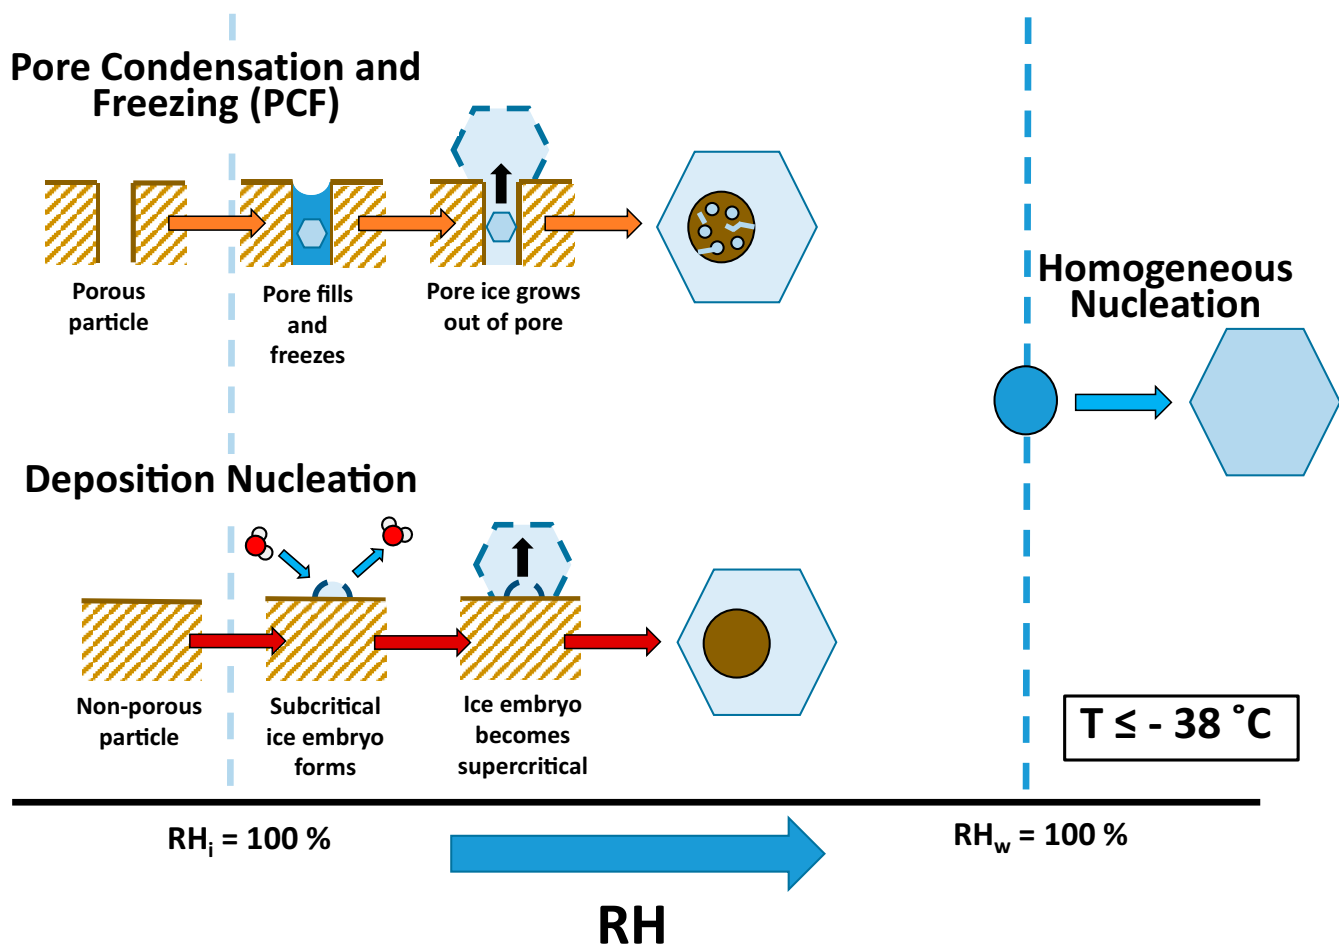 Pore Condensation and
Freezing (PCF)
Porous
particle
Pore fills
and
freezes
Pore ice grows
out of pore
Homogeneous
Nucleation
Deposition Nucleation
Non-porous
particle
Subcritical
ice embryo
forms
Ice embryo
becomes
supercritical
T ≤ - 38 °C
RHi = 100 %
RHw = 100 %
RH